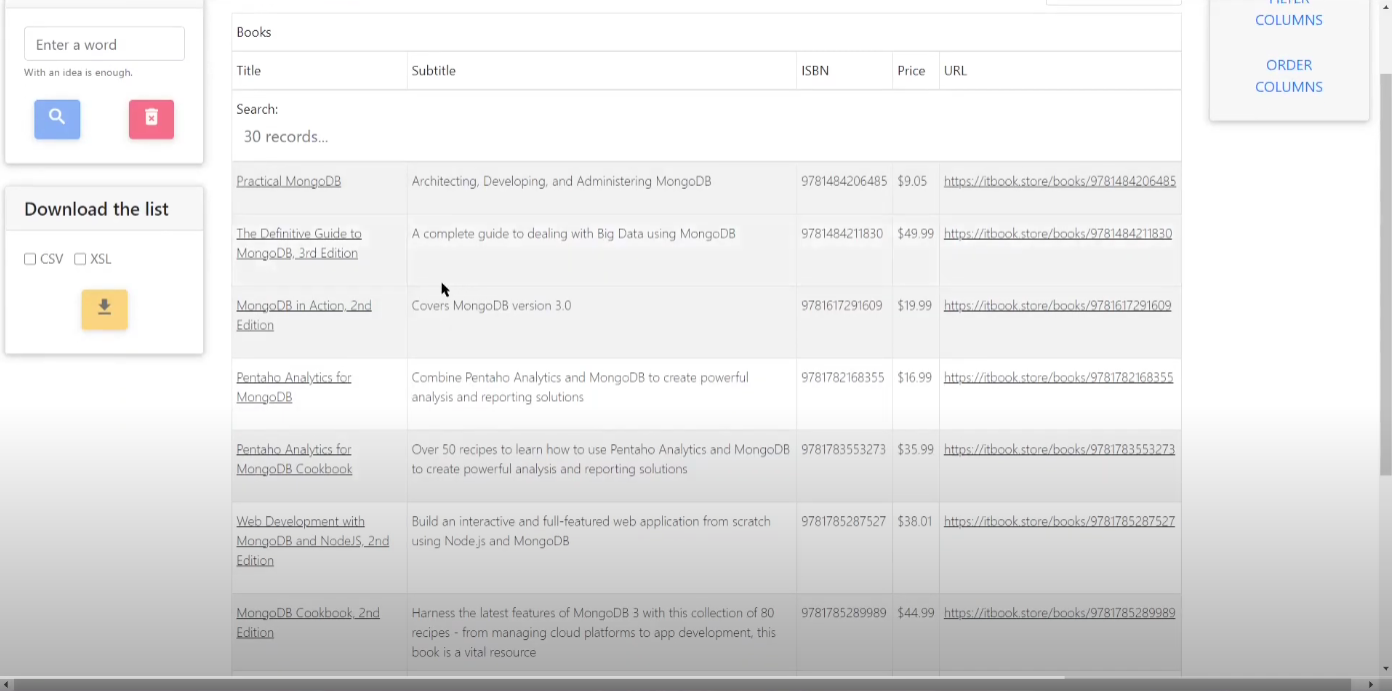 Enter a word
With an idea is enough.
Download the list
CSV XSL
Books
Title Subtitle ISBN Price URL
Search:
30 records...
Practical MongoDB Architecting, Developing, and Administering MongoDB 9781484206485 $9.05 https://itbook.store/books/9781484206485
The Definitive Guide to A complete guide to dealing with Big Data using MongoDB 9781484211830 $49.99 https://itbook.store/books/9781484211830
MongoDB, 3rd Edition
MongoDB in Action, 2nd Covers MongoDB version 3.0 9781617291609 $19.99 https://itbook.store/books/9781617291609
Edition
Pentaho Analytics for Combine Pentaho Analytics and MongoDB to create powerful 9781782168355 $16.99 https://itbook.store/books/9781782168355
MongoDB analysis and reporting solutions
Pentaho Analytics for Over 50 recipes to learn how to use Pentaho Analytics and MongoDB 9781783553273 $35.99 https://itbook.store/books/9781783553273
MongoDB Cookbook to create powerful analysis and reporting solutions
Web Development with Build an interactive and full-featured web application from scratch 9781785287527 $38.01 https://itbook.store/books/9781785287527
MongoDB and NodeJS, 2nd using Node.js and MongoDB
Edition
MongoDB Cookbook, 2nd Harness the latest features of MongoDB 3 with this collection of 80 9781785289989 $44.99 https://itbook.store/books/9781785289989
Edition recipes - from managing cloud platforms to app development, this
book is a vital resource
FILTER
COLUMNS
ORDER
COLUMNS